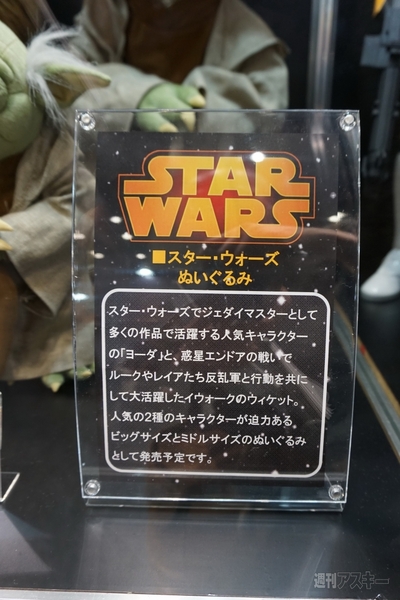 STAR
WARS
■スター・ウォーズ
ぬいぐるみ
スター・ウォーズでジェダイマスターとして
多くの作品で活躍する人気キャラクター
の「ヨーダ」と、惑星エンドアの戦いで
ルークやレイアたち反乱軍と行動を共に
して大活躍したイウォークのウィケット。
人気の2種のキャラクターが迫力ある
ビッグサイズとミドルサイズのぬいぐるみ
として発売予定です。
週刊アスキー